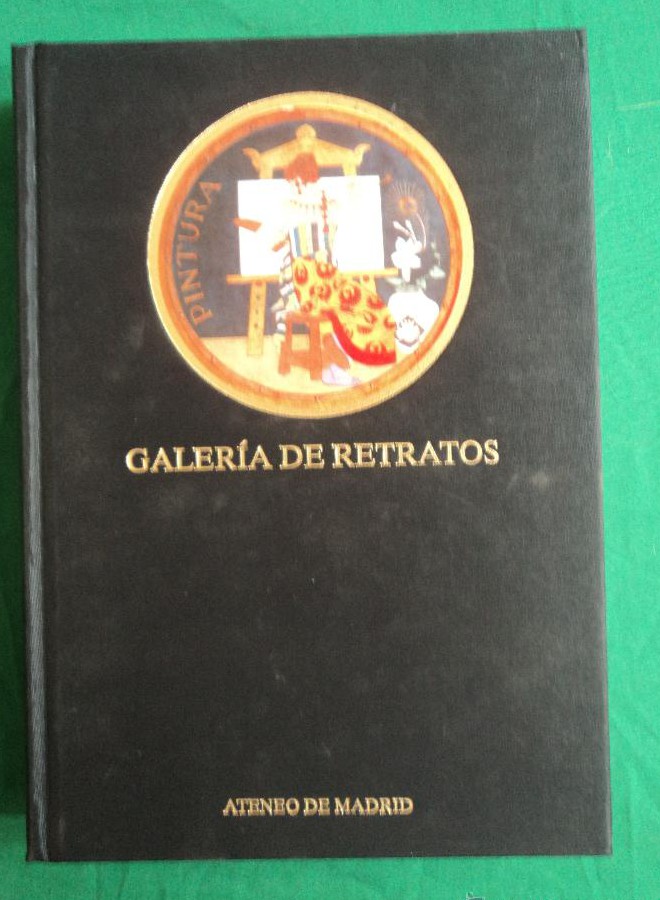 PINTURA
GALERÍA DE RETRATOS
ATENEO DE MADRID